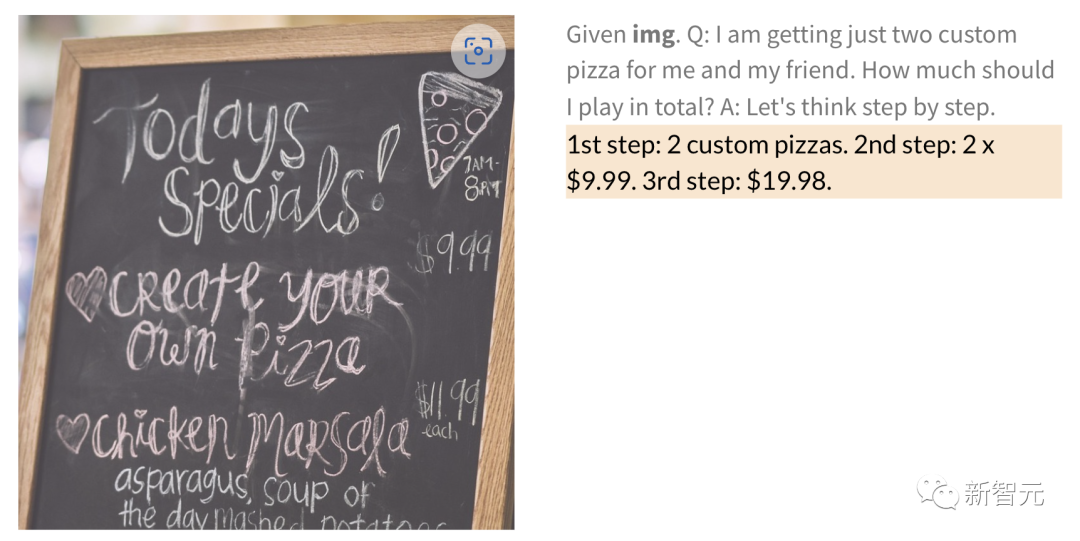 Todays
Specials!
7AM-
8PM
$9.99
CREATE YOUR
OWN Pizza
$11.99
each
Chicken MARSala
asparagus, soup of
the day mashed potatoes
Given img. Q: I am getting just two custom
pizza for me and my friend. How much should
I play in total? A: Let's think step by step.
1st step: 2 custom pizzas. 2nd step: 2 x
$9.99. 3rd step: $19.98.
新智元